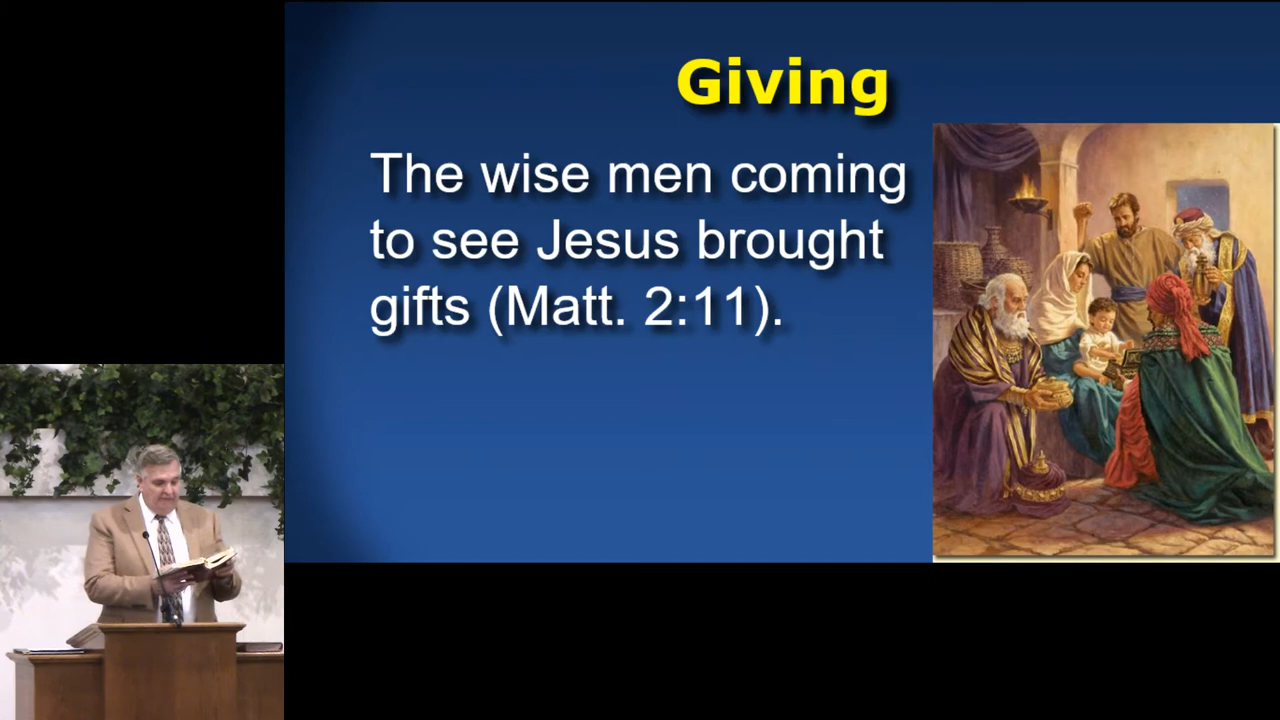 Giving
The wise men coming
to see Jesus brought
gifts (Matt. 2:11).